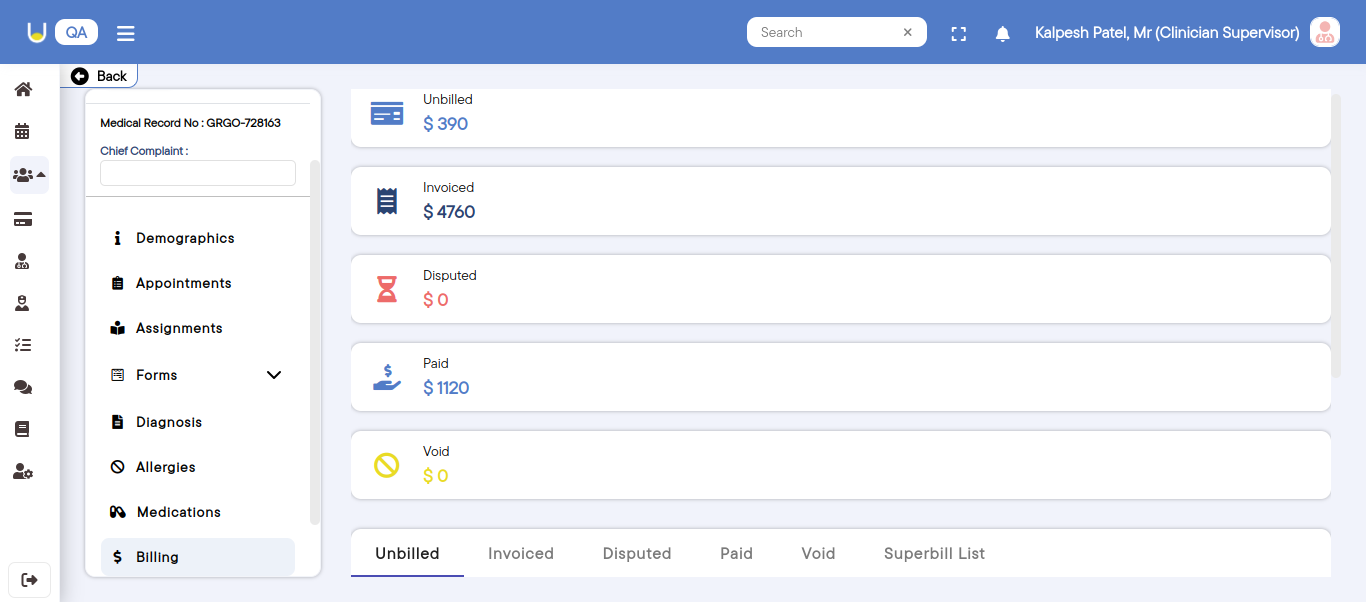 QA
Search
Kalpesh Patel, Mr (Clinician Supervisor)
Back
Medical Record No : GRGO-728163
Chief Complaint :
Demographics
Appointments
Assignments
Forms
Diagnosis
Allergies
Medications
Billing
Unbilled
$ 390
Invoiced
$ 4760
Disputed
$ 0
Paid
$ 1120
Void
$ 0
Unbilled Invoiced Disputed Paid Void Superbill List